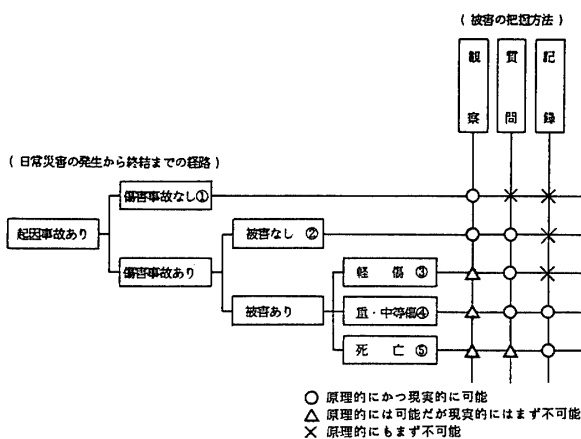 ( 被害の把握方法 )
観察
質問
記録
( 日常災害の発生から終結までの経路 )
傷害事故なし①
起因事故あり
被害なし ②
傷害事故あり
軽傷 ③
被害あり
重・中等傷④
死亡 ⑤
○ 原理的にかつ現実的に可能
△ 原理的には可能だが現実的にはまず不可能
× 原理的にもまず不可能